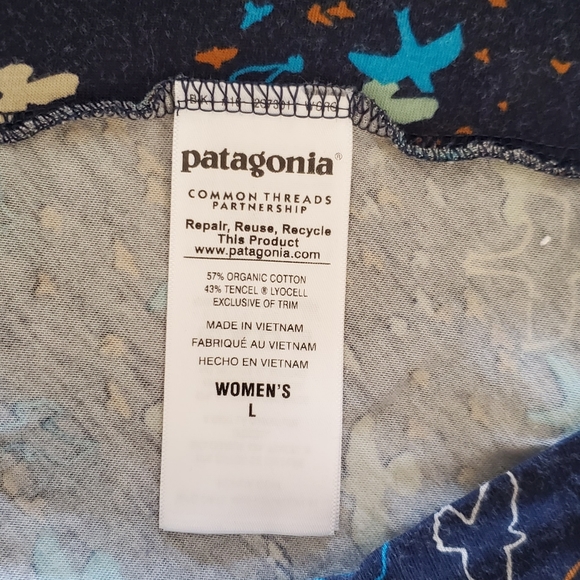 patagonia®
COMMON THREADS
PARTNERSHIP
Repair, Reuse, Recycle
This Product
www.patagonia.com
57% ORGANIC COTTON
43% TENCEL ® LYOCELL
EXCLUSIVE OF TRIM
MADE IN VIETNAM
FABRIQUÉ AU VIETNAM
HECHO EN VIETNAM
WOMEN'S
L